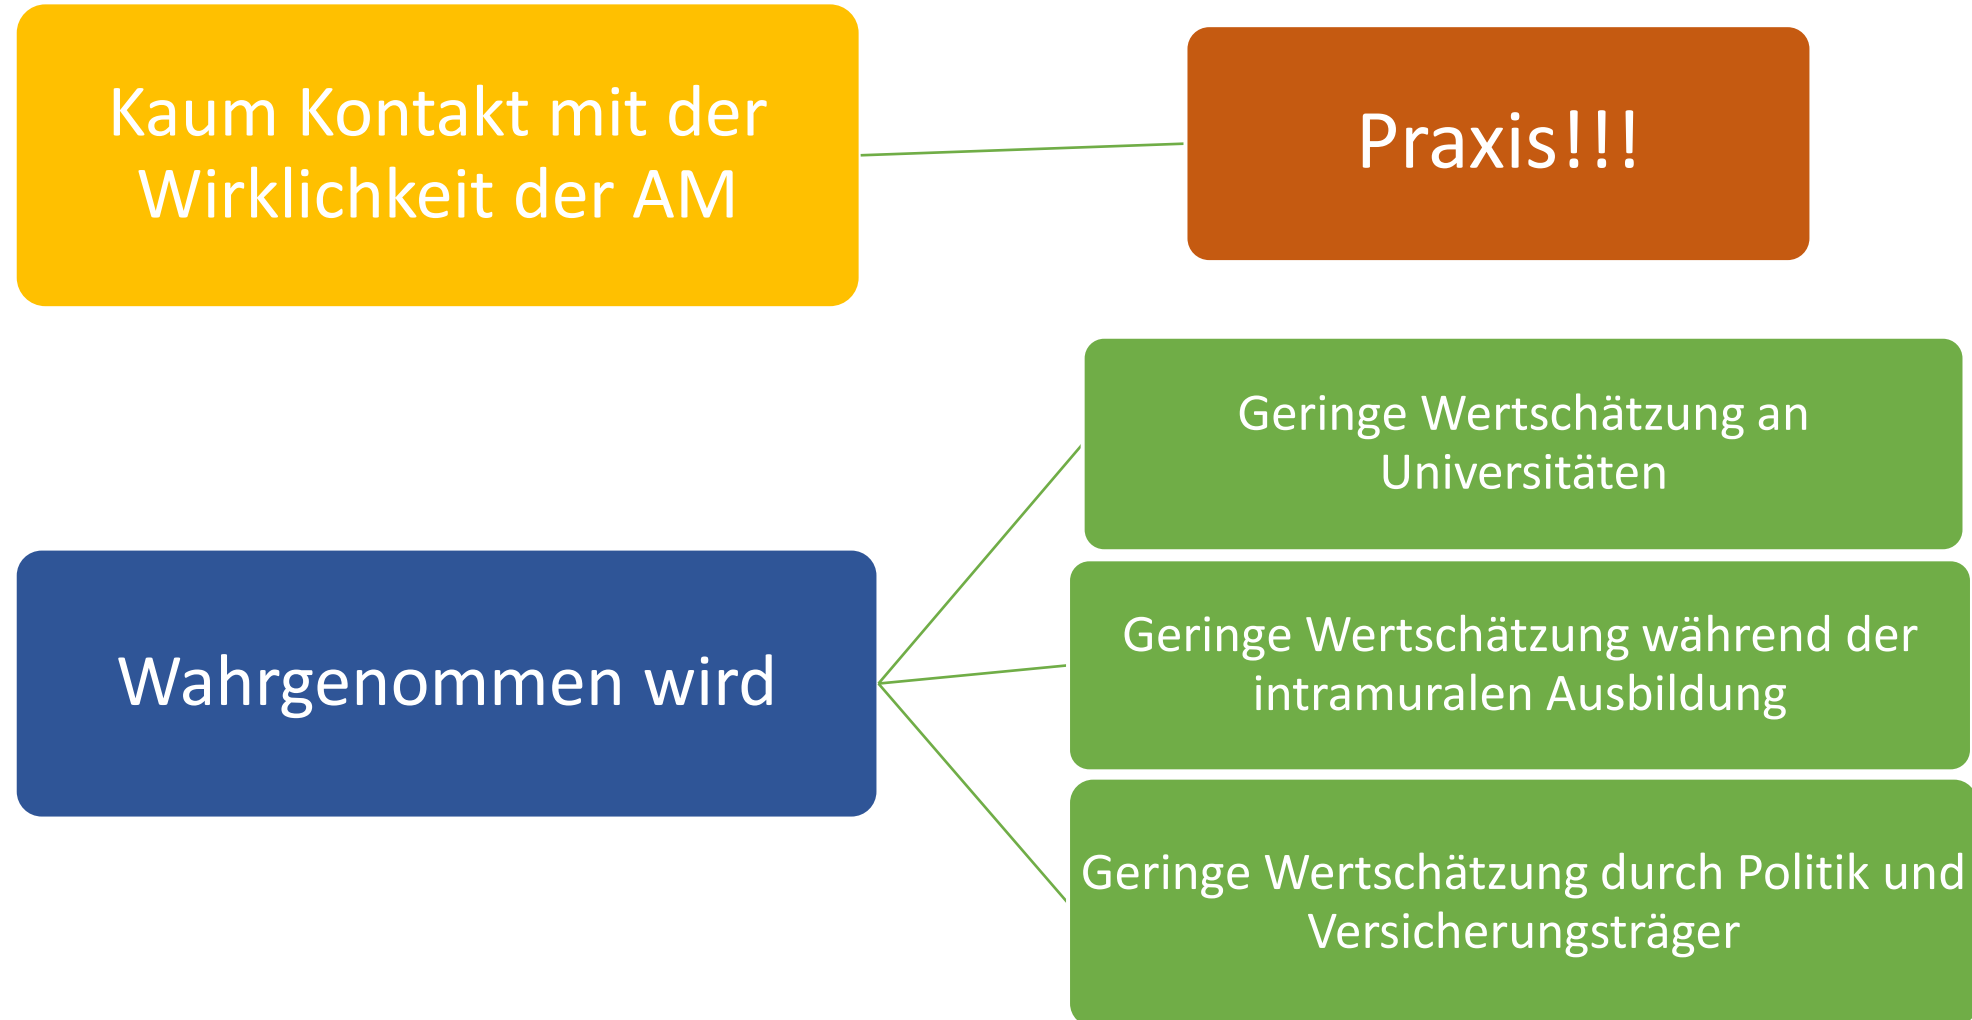 Kaum Kontakt mit der
Wirklichkeit der AM
Praxis!!!
Wahrgenommen wird
Geringe Wertschätzung an
Universitäten
Geringe Wertschätzung während der
intramuralen Ausbildung
Geringe Wertschätzung durch Politik und
Versicherungsträger